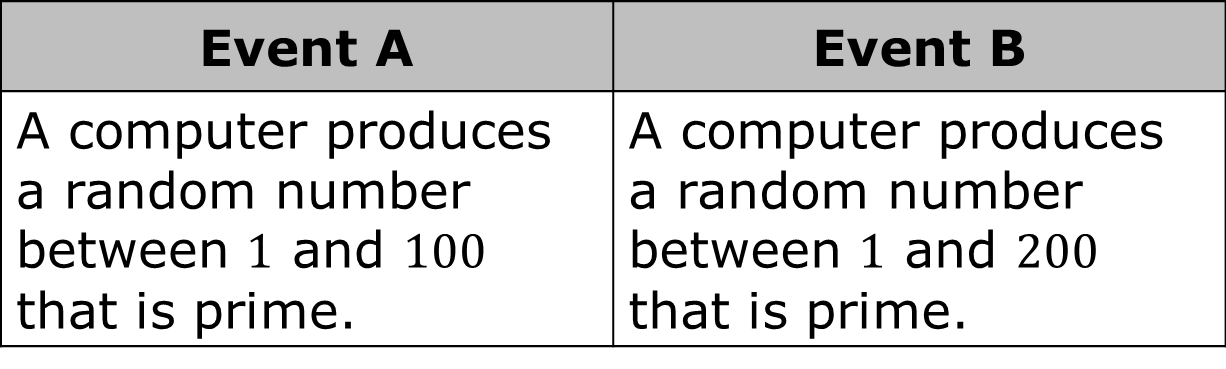 Event A
Event B
A computer produces
a random number
between 1 and 100
that is prime.
A computer produces
a random number
between 1 and 200
that is prime.